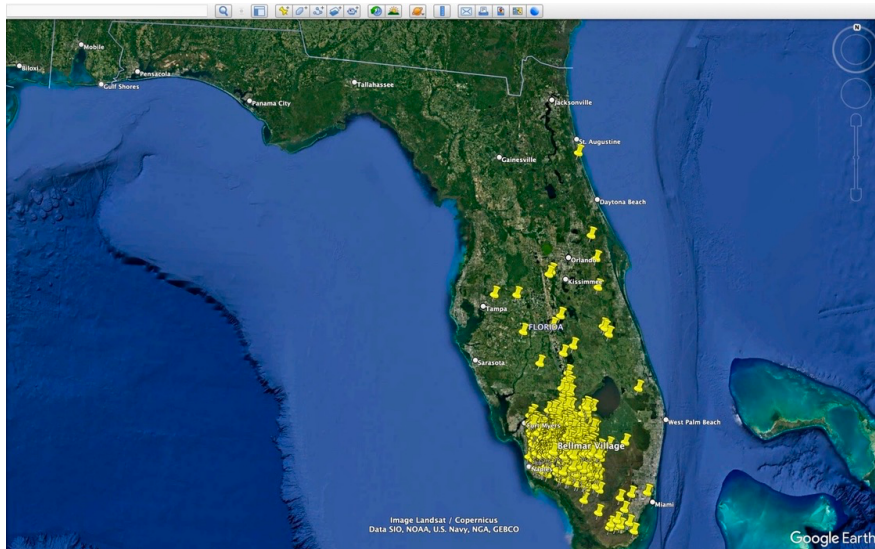 N
Mobile
Biloxi
Pensacola
Gulf Shores
Tallahassee
Panama City
Jacksonville
St. Augustine
Gainesville
Daytona Beach
Orlando
Kissimmee
Tampa
FLORIDA
Sarasota
West Palm Beach
Fort Myers
Bellmar Village
Naples
Miami
Image Landsat / Copernicus
Data SIO, NOAA, U.S. Navy, NGA, GEBCO
Google Earth